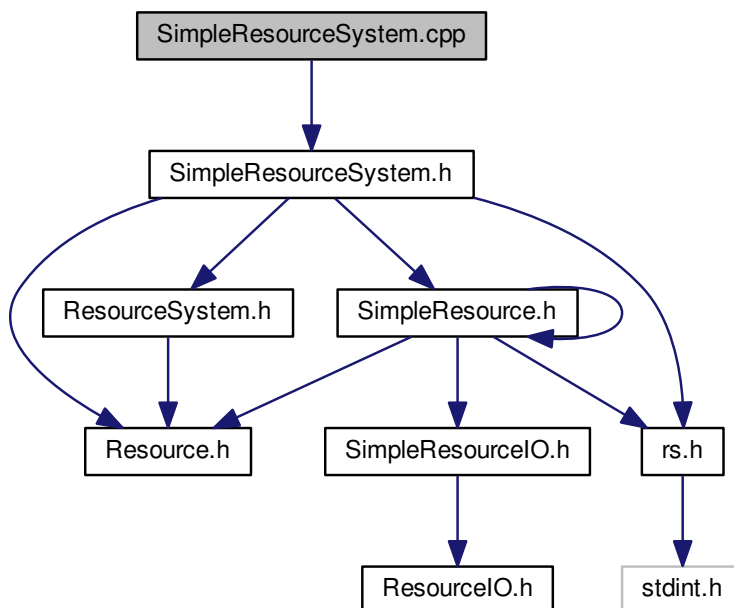 SimpleResourceSystem.cpp
SimpleResourceSystem.h
ResourceSystem.h
SimpleResource.h
Resource.h
SimpleResourceIO.h
rs.h
ResourceIO.h
stdint.h